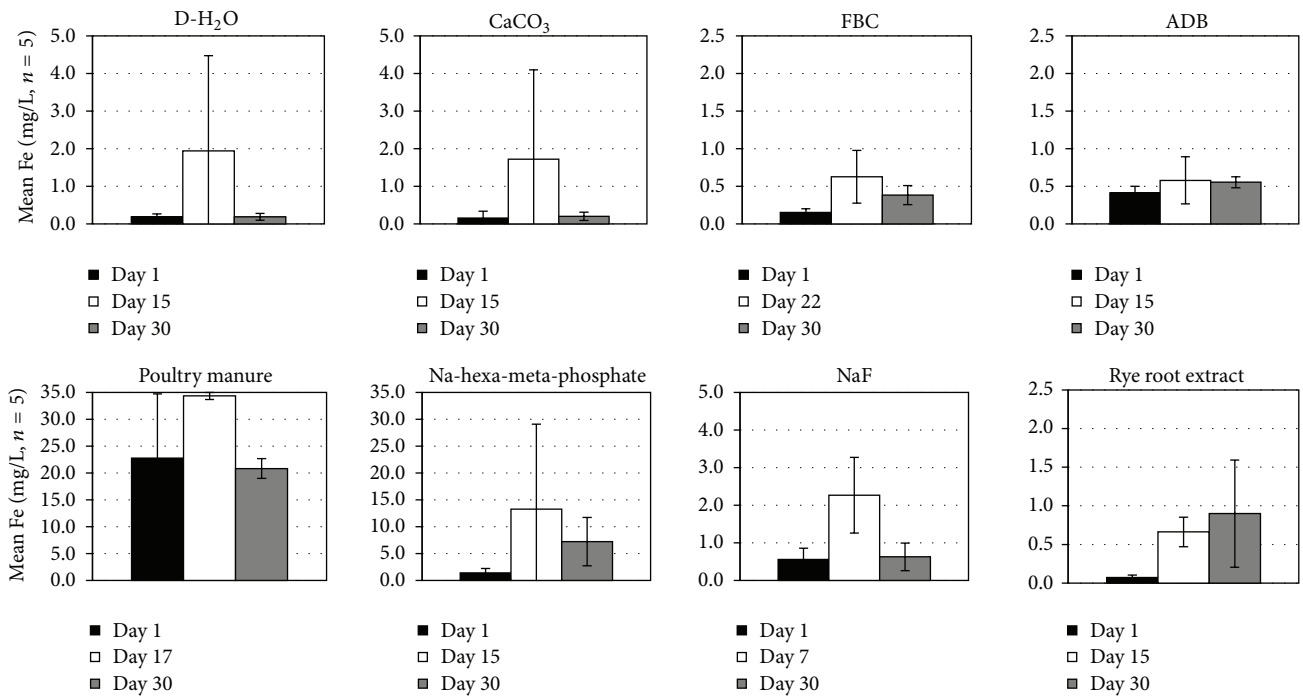 D-H₂O
Mean Fe (mg/L, n = 5)
5.0
4.0
3.0
2.0
1.0
0.0
Day 1
Day 15
Day 30
CaCO₃
5.0
4.0
3.0
2.0
1.0
0.0
Day 1
Day 15
Day 30
FBC
2.5
2.0
1.5
1.0
0.5
0.0
Day 1
Day 22
Day 30
ADB
2.5
2.0
1.5
1.0
0.5
0.0
Day 1
Day 15
Day 30
Poultry manure
Mean Fe (mg/L, n = 5)
35.0
35.0
30.0
25.0
20.0
15.0
10.0
5.0
0.0
Day 1
Day 17
Day 30
Na-hexa-meta-phosphate
35.0
30.0
25.0
20.0
15.0
10.0
5.0
0.0
Day 1
Day 15
Day 30
NaF
5.0
4.0
3.0
2.0
1.0
0.0
Day 1
Day 7
Day 30
Rye root extract
2.5
2.0
1.5
1.0
0.5
0.0
Day 1
Day 15
Day 30